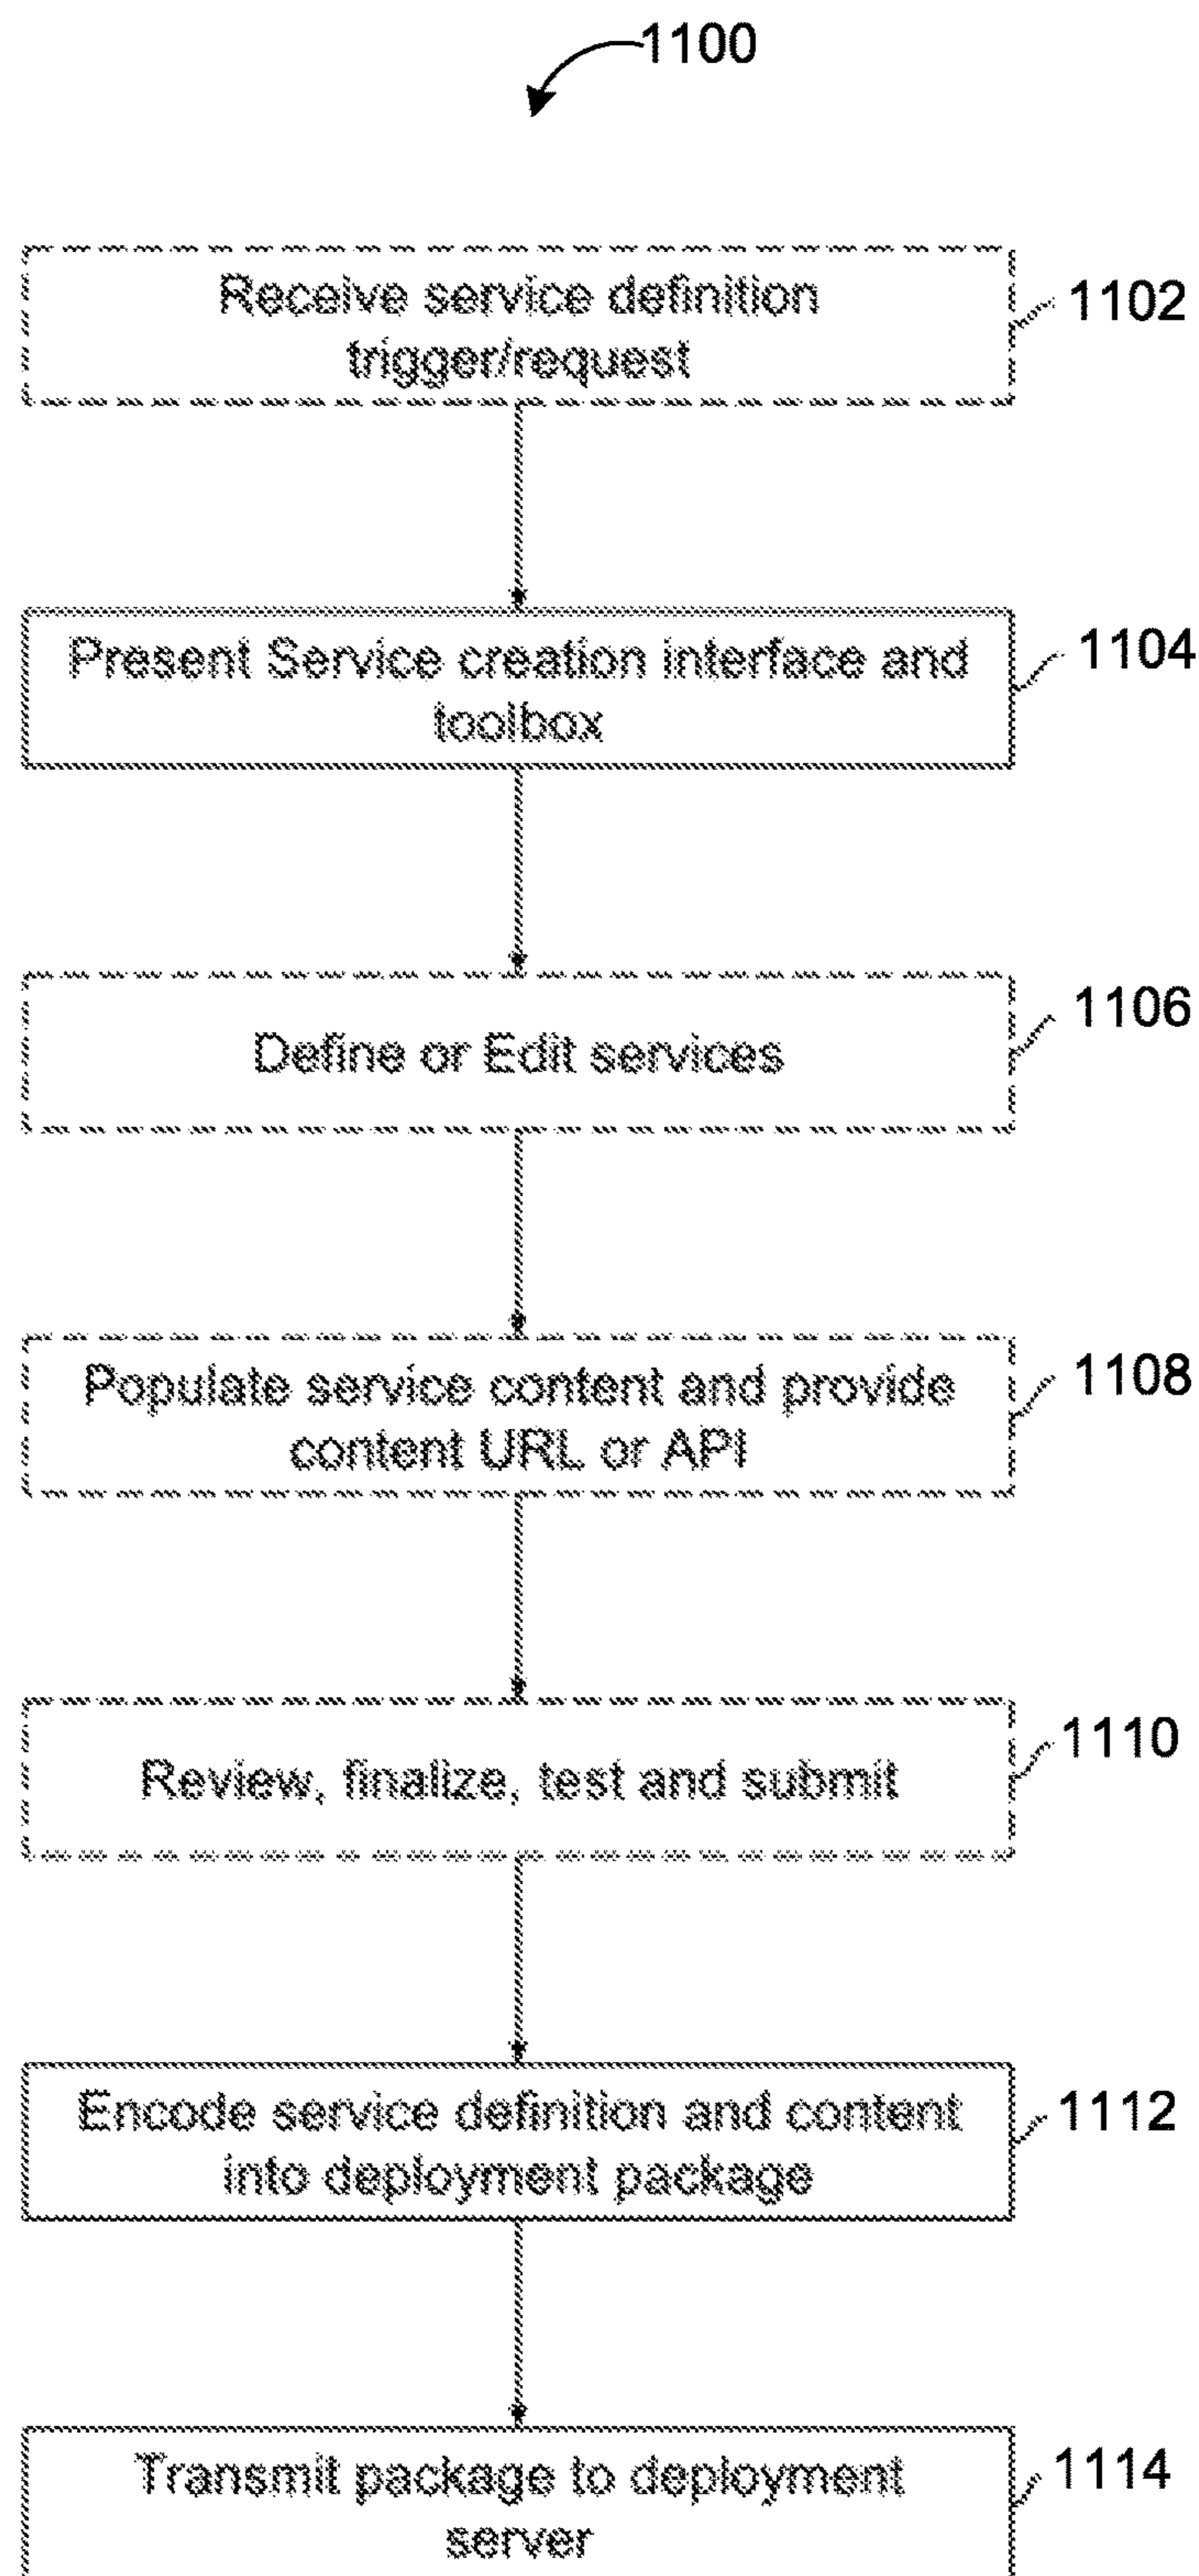 1100
Receive service definition
trigger/request
1102
Present Service creation interface and
toolbox
1104
Define or Edit services
1106
Populate service content and provide
content URL or API
1108
Review, finalize, test and submit
1110
Encode service definition and content
into deployment package
1112
Transmit package to deployment
server
1114